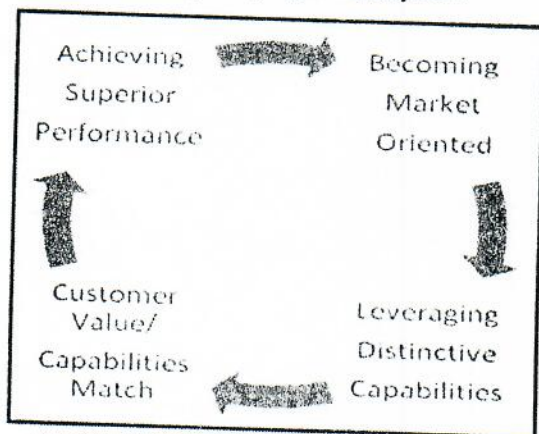 Achieving
Superior
Performance
Becoming
Market
Oriented
Leveraging
Distinctive
Capabilities
Customer
Value/
Capabilities
Match